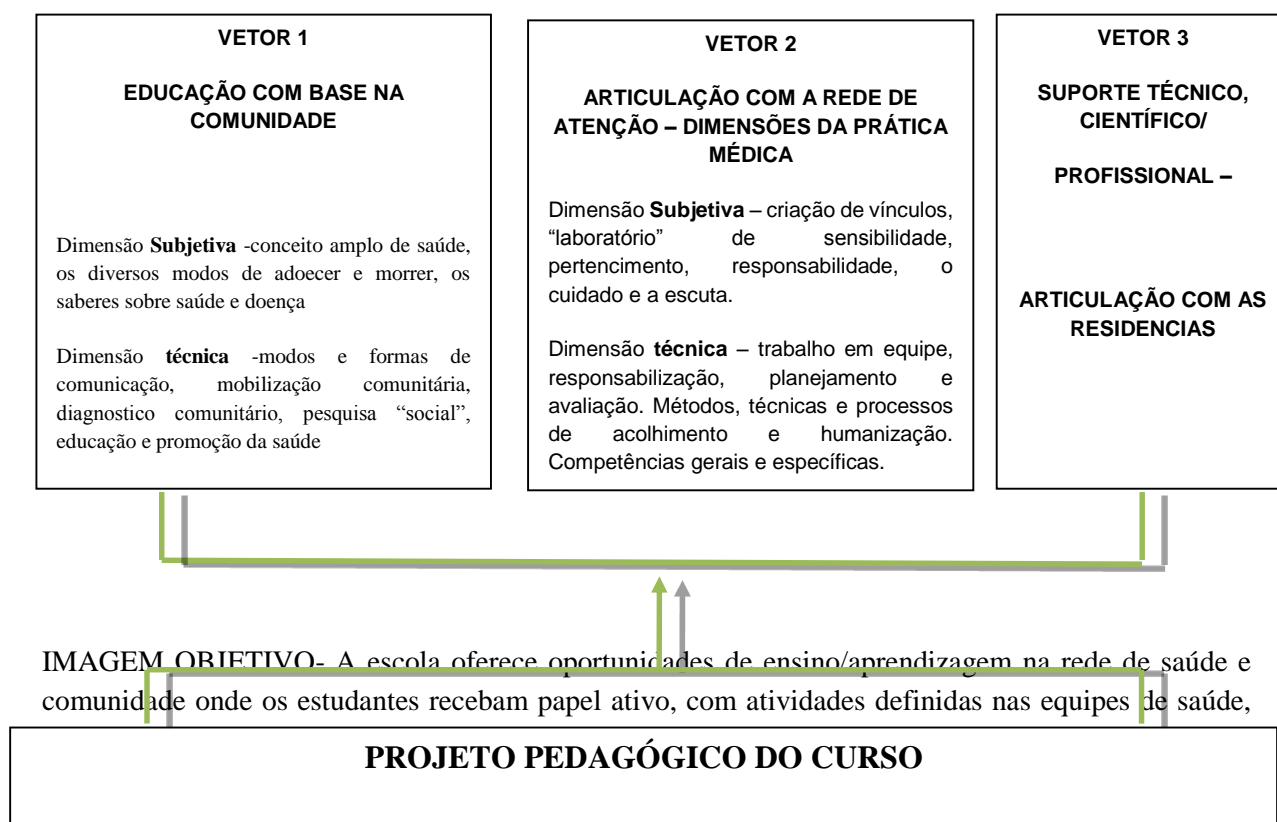 VETOR 1
EDUCAÇÃO COM BASE NA
COMUNIDADE
Dimensão Subjetiva -conceito amplo de saúde,
os diversos modos de adoecer e morrer, os
saberes sobre saúde e doença
Dimensão técnica -modos e formas de
comunicação, mobilização comunitária,
diagnostico comunitário, pesquisa “social”,
educação e promoção da saúde
VETOR 2
ARTICULAÇÃO COM A REDE DE
ATENÇÃO – DIMENSÕES DA PRÁTICA
MÉDICA
Dimensão Subjetiva – criação de vínculos,
“laboratório” de sensibilidade,
pertencimento, responsabilidade, o
cuidado e a escuta.
Dimensão técnica – trabalho em equipe,
responsabilização, planejamento e
avaliação. Métodos, técnicas e processos
de acolhimento e humanização.
Competências gerais e específicas.
VETOR 3
SUPORTE TÉCNICO,
CIENTÍFICO/
PROFISSIONAL –
ARTICULAÇÃO COM AS
RESIDENCIAS
IMAGEM OBJETIVO- A escola oferece oportunidades de ensino/aprendizagem na rede de saúde e
comunidade onde os estudantes recebam papel ativo, com atividades definidas nas equipes de saúde,
PROJETO PEDAGÓGICO DO CURSO